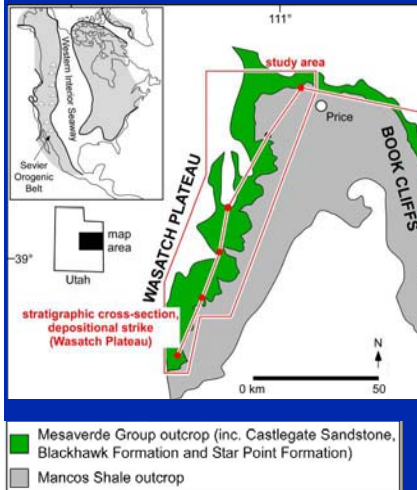 111°
study area
Western Interior Seaway
Price
Sevier
Orogenic
Belt
WASATCH PLATEAU
BOOK CLIFFS
map
area
39°
Utah
stratigraphic cross-section,
depositional strike
(Wasatch Plateau)
N
0 km
50
Mesaverde Group outcrop (inc. Castlegate Sandstone,
Blackhawk Formation and Star Point Formation)
Mancos Shale outcrop